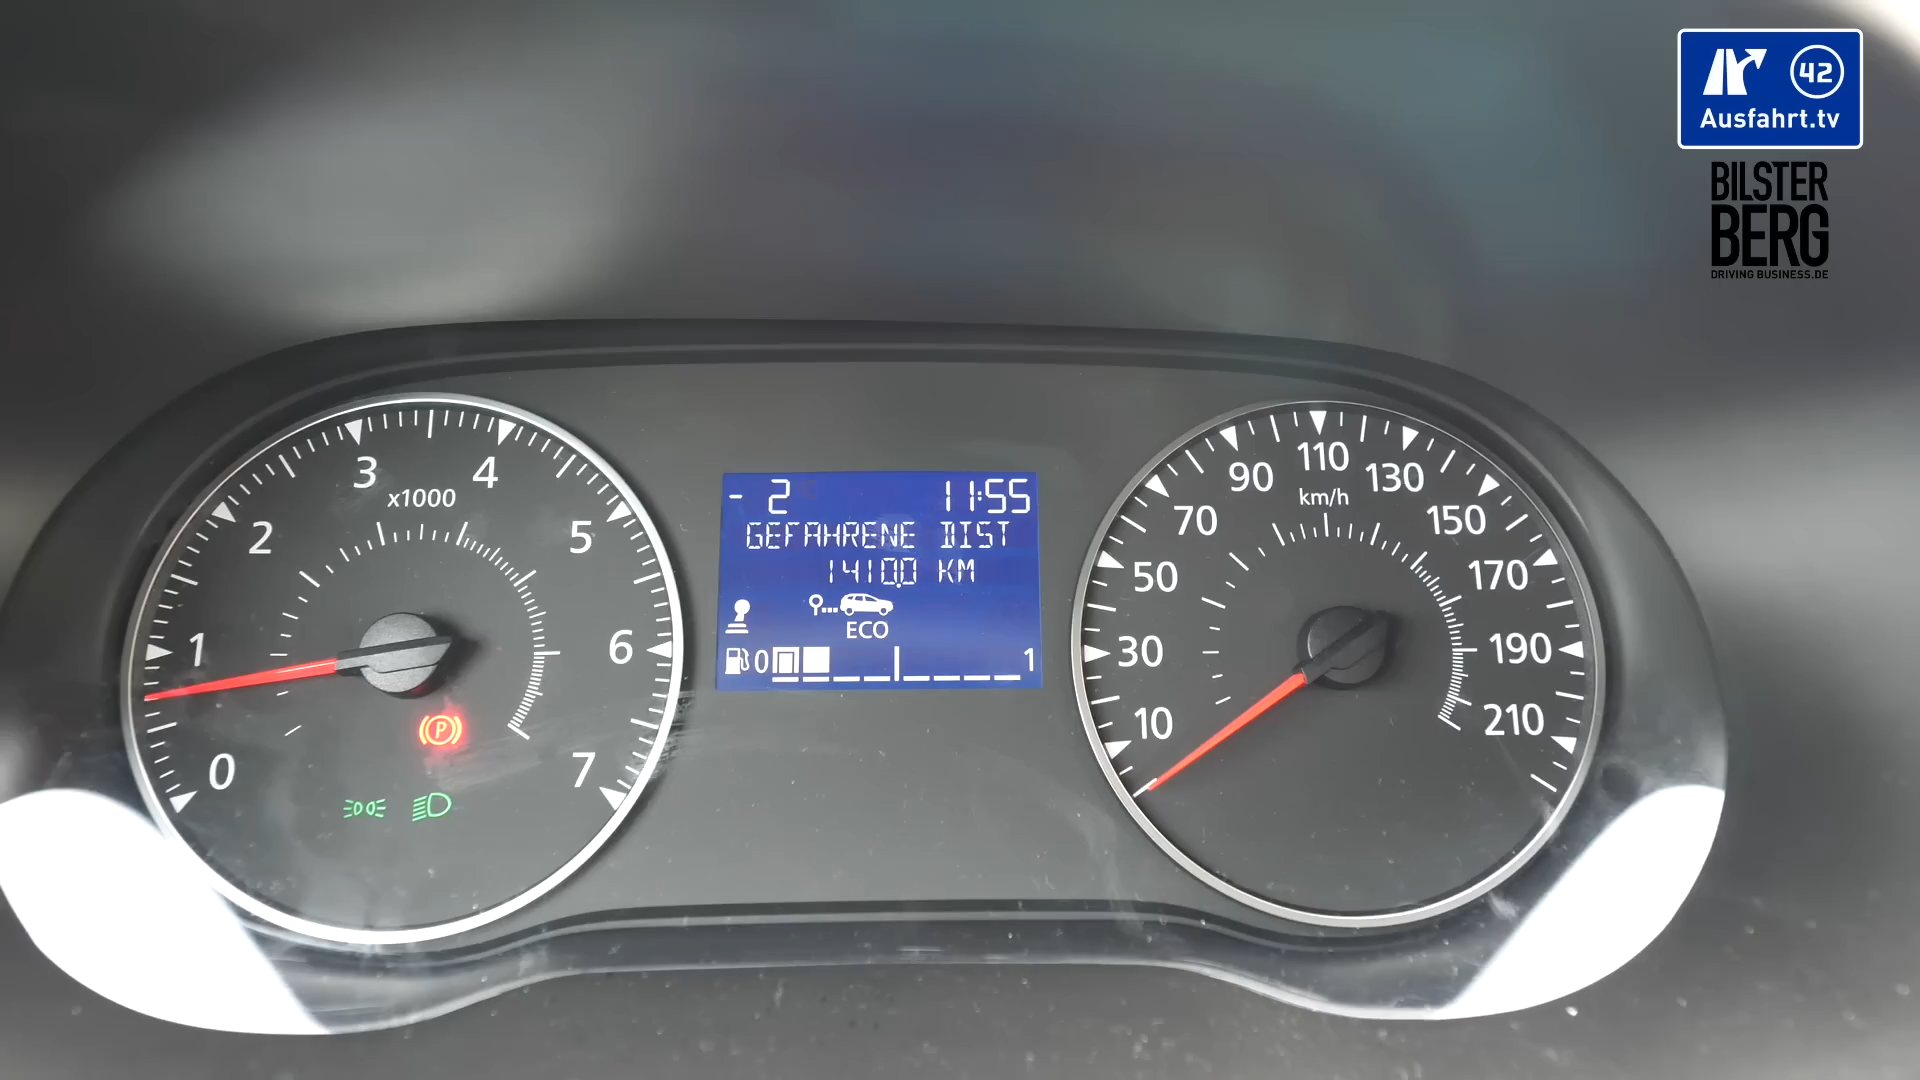 42
Ausfahrt.tv
BILSTER
BERG
DRIVING BUSINESS.DE
0
1
2
3
4
5
6
7
x1000
P
- 2 11:55
GEFAHRENE DIST
1410.0 KM
ECO
0 1
10
30
50
70
90
110
130
150
170
190
210
km/h